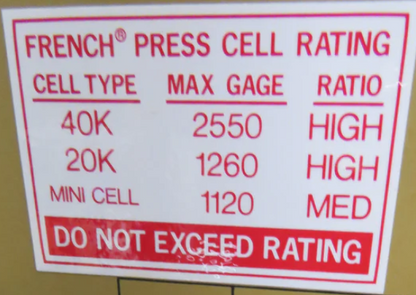 FRENCH® PRESS CELL RATING
CELL TYPE MAX GAGE RATIO
40K 2550 HIGH
20K 1260 HIGH
MINI CELL 1120 MED
DO NOT EXCEED RATING